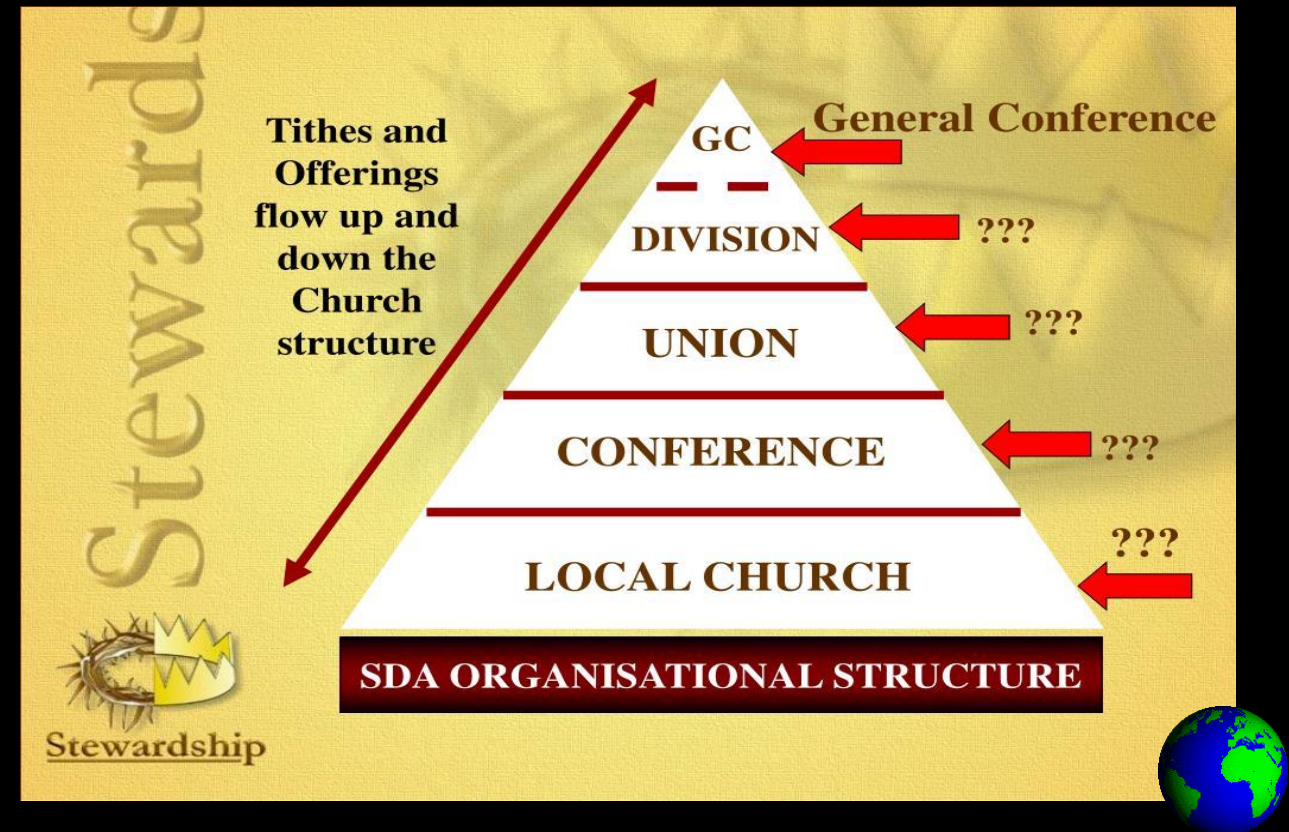 Stewards
Tithes and
Offerings
flow up and
down the
Church
structure
GC
General Conference
DIVISION
???
UNION
???
CONFERENCE
???
LOCAL CHURCH
???
SDA ORGANISATIONAL STRUCTURE
Stewardship